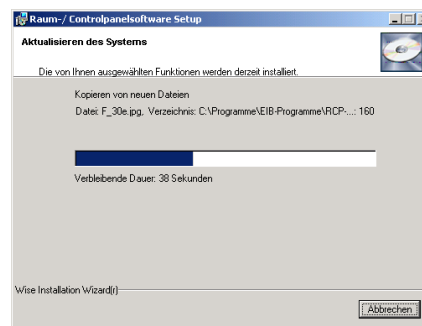 Raum-/ Controlpanelsoftware Setup
Aktualisieren des Systems
Die von Ihnen ausgewählten Funktionen werden derzeit installiert.
Kopieren von neuen Dateien
Datei: F_30e.jpg, Verzeichnis: C:\Programme\EIB-Programme\RCP-...: 160
Verbleibende Dauer: 38 Sekunden
Wise Installation Wizard(r)
Abbrechen